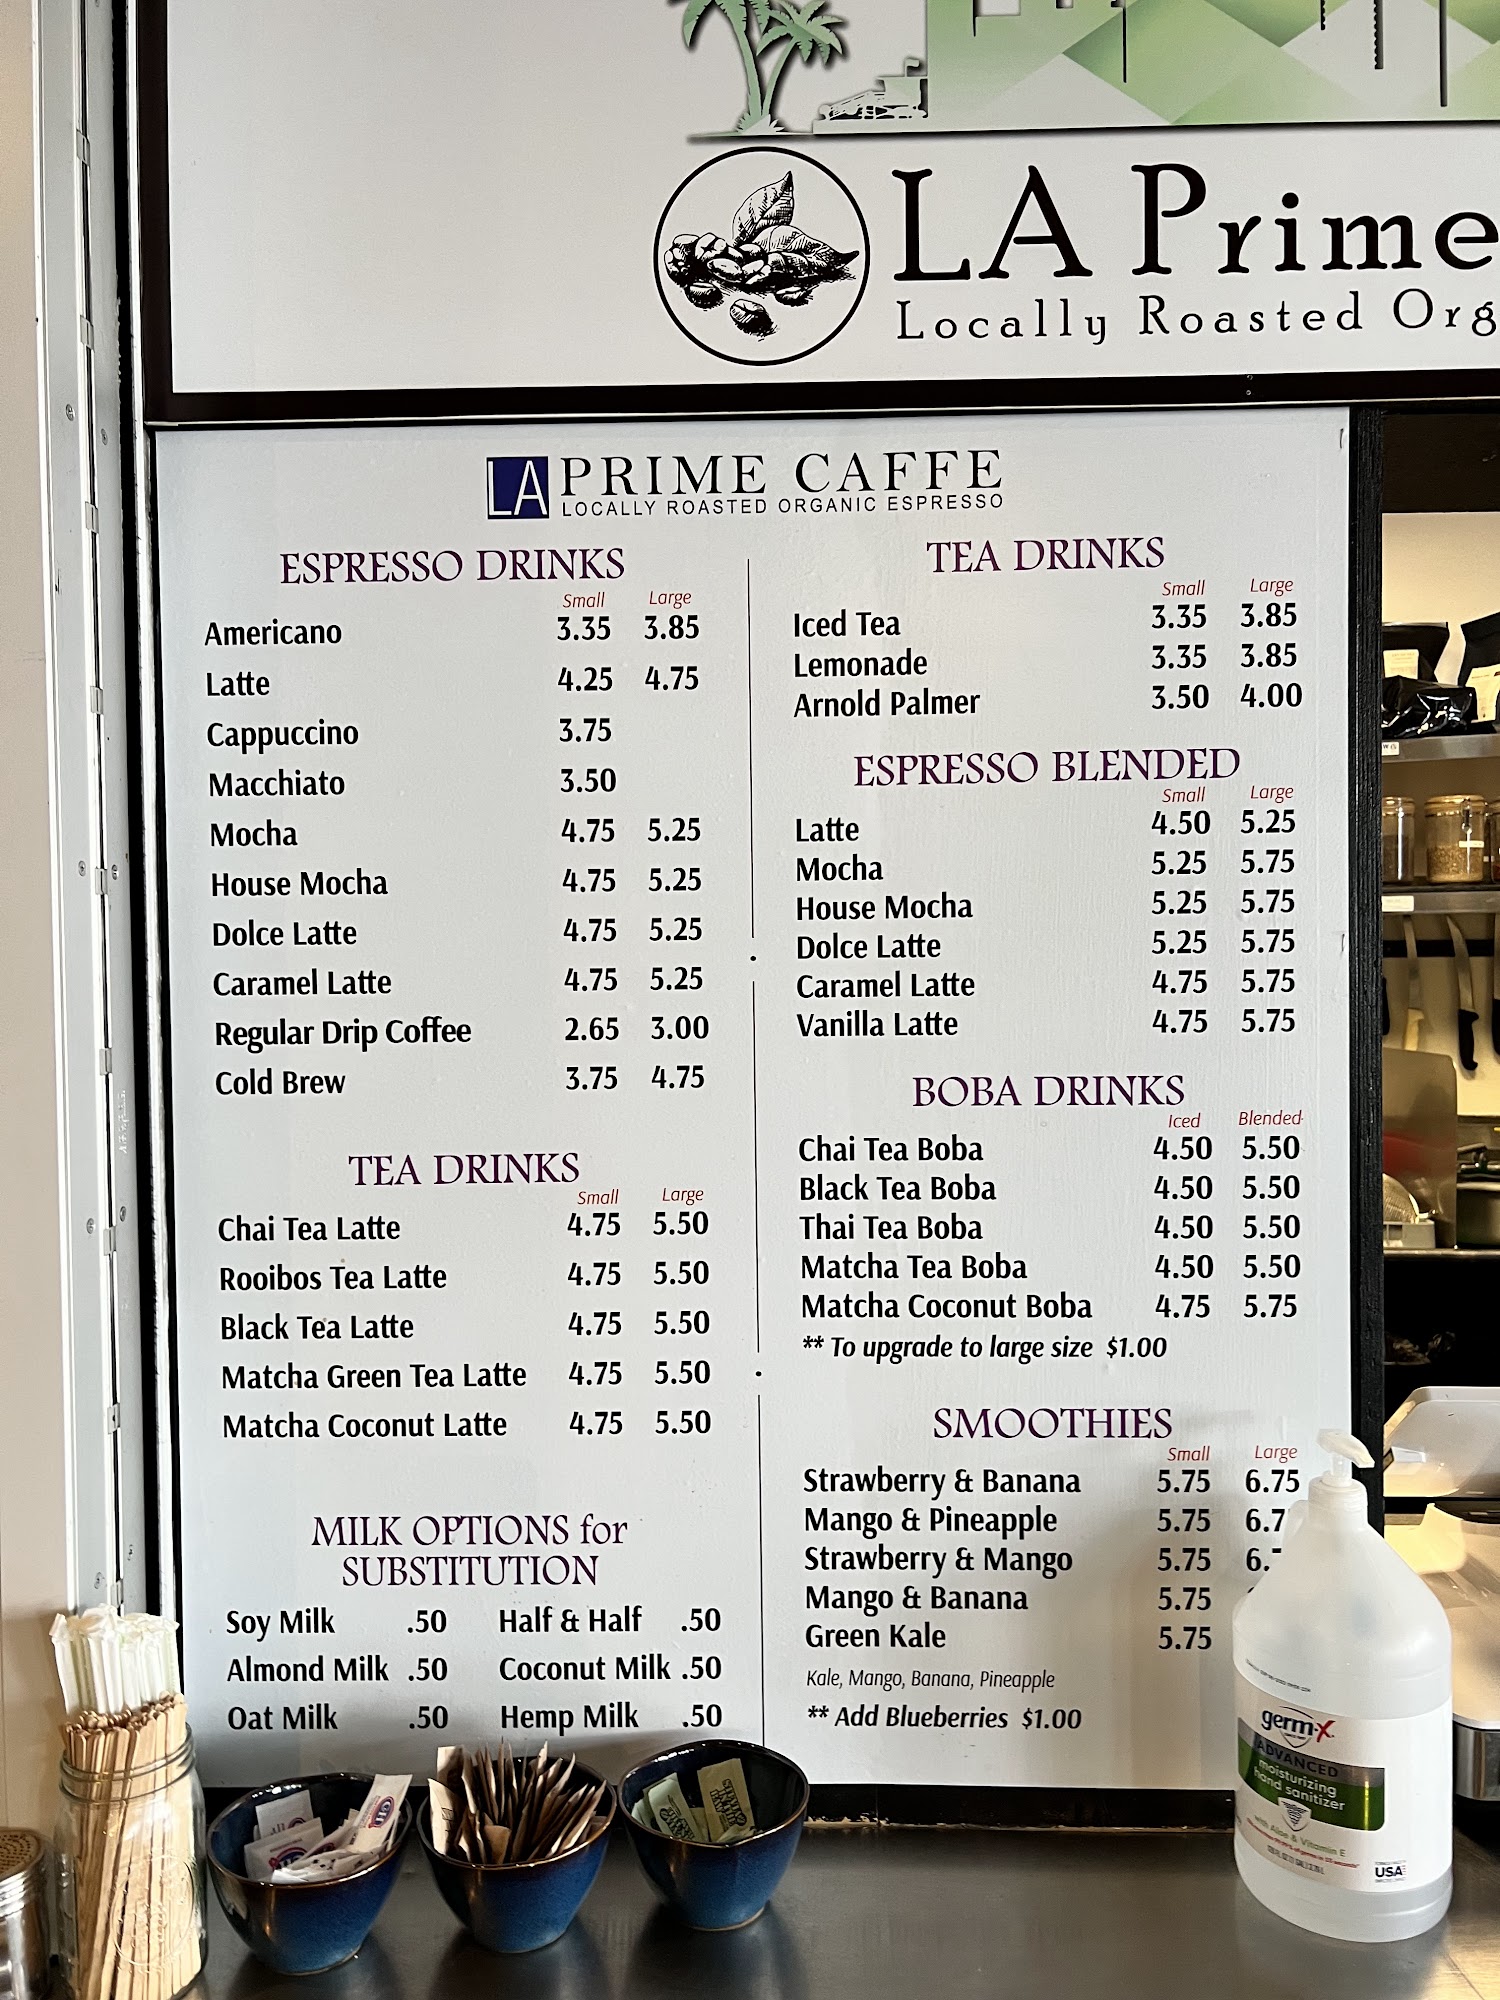 LA Prime
Locally Roasted Org
LA PRIME CAFFE
LOCALLY ROASTED ORGANIC ESPRESSO
ESPRESSO DRINKS
Small Large
Americano 3.35 3.85
Latte 4.25 4.75
Cappuccino 3.75
Macchiato 3.50
Mocha 4.75 5.25
House Mocha 4.75 5.25
Dolce Latte 4.75 5.25
Caramel Latte 4.75 5.25
Regular Drip Coffee 2.65 3.00
Cold Brew 3.75 4.75
TEA DRINKS
Small Large
Chai Tea Latte 4.75 5.50
Rooibos Tea Latte 4.75 5.50
Black Tea Latte 4.75 5.50
Matcha Green Tea Latte 4.75 5.50
Matcha Coconut Latte 4.75 5.50
MILK OPTIONS for
SUBSTITUTION
Soy Milk .50 Half & Half .50
Almond Milk .50 Coconut Milk .50
Oat Milk .50 Hemp Milk .50
TEA DRINKS
Small Large
Iced Tea 3.35 3.85
Lemonade 3.35 3.85
Arnold Palmer 3.50 4.00
ESPRESSO BLENDED
Small Large
Latte 4.50 5.25
Mocha 5.25 5.75
House Mocha 5.25 5.75
Dolce Latte 5.25 5.75
Caramel Latte 4.75 5.75
Vanilla Latte 4.75 5.75
BOBA DRINKS
Iced Blended
Chai Tea Boba 4.50 5.50
Black Tea Boba 4.50 5.50
Thai Tea Boba 4.50 5.50
Matcha Tea Boba 4.50 5.50
Matcha Coconut Boba 4.75 5.75
** To upgrade to large size $1.00
SMOOTHIES
Small Large
Strawberry & Banana 5.75 6.75
Mango & Pineapple 5.75 6.7
Strawberry & Mango 5.75 6.
Mango & Banana 5.75
Green Kale 5.75
Kale, Mango, Banana, Pineapple
** Add Blueberries $1.00
germ-x
ADVANCED
moisturizing
hand sanitizer
with Aloe & Vitamin E
USA